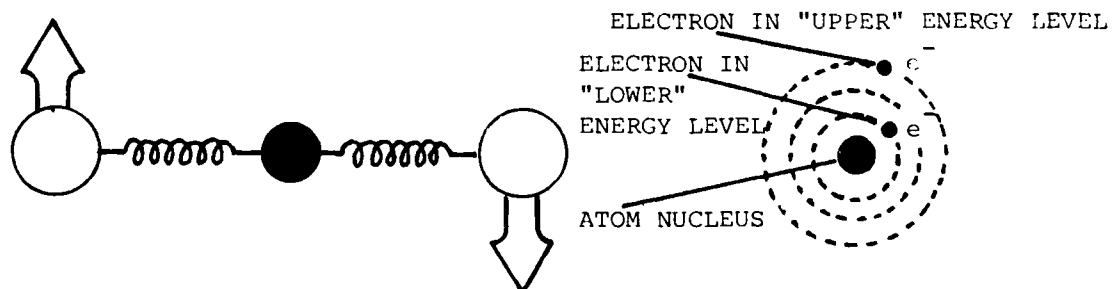 ELECTRON IN "UPPER" ENERGY LEVEL
e⁻
ELECTRON IN
"LOWER"
ENERGY LEVEL
e⁻
ATOM NUCLEUS